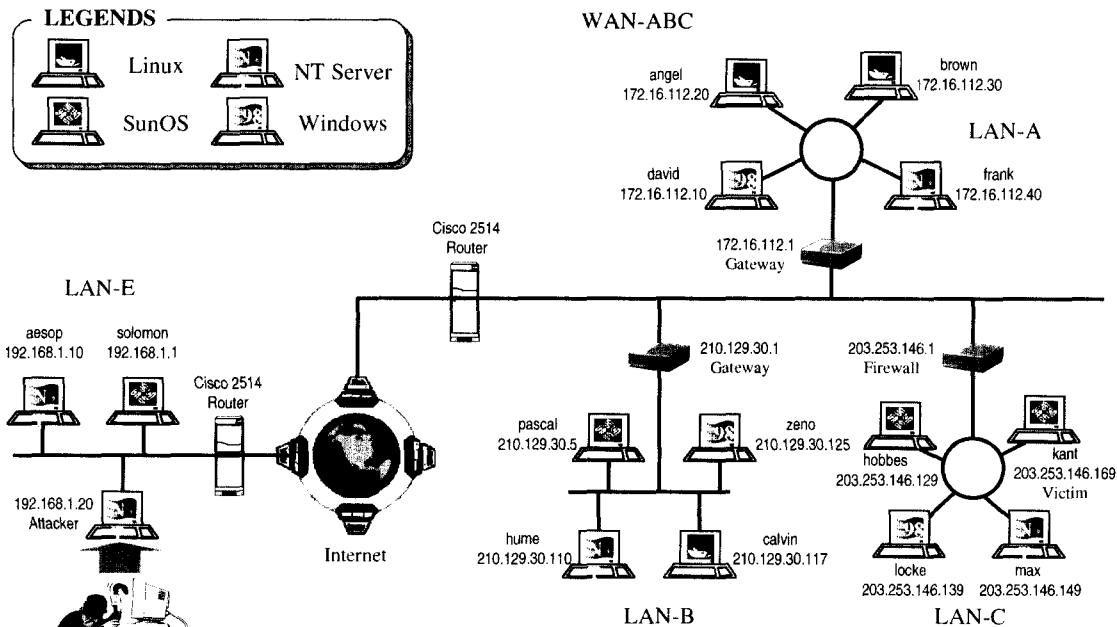 LEGENDS
Linux
NT Server
SunOS
Windows
WAN-ABC
angel
172.16.112.20
brown
172.16.112.30
LAN-A
david
172.16.112.10
frank
172.16.112.40
172.16.112.1
Gateway
Cisco 2514
Router
LAN-E
aesop
192.168.1.10
solomon
192.168.1.1
Cisco 2514
Router
192.168.1.20
Attacker
Internet
210.129.30.1
Gateway
203.253.146.1
Firewall
pascal
210.129.30.5
zeno
210.129.30.125
hume
210.129.30.110
calvin
210.129.30.117
LAN-B
hobbes
203.253.146.129
kant
203.253.146.169
Victim
locke
203.253.146.139
max
203.253.146.149
LAN-C